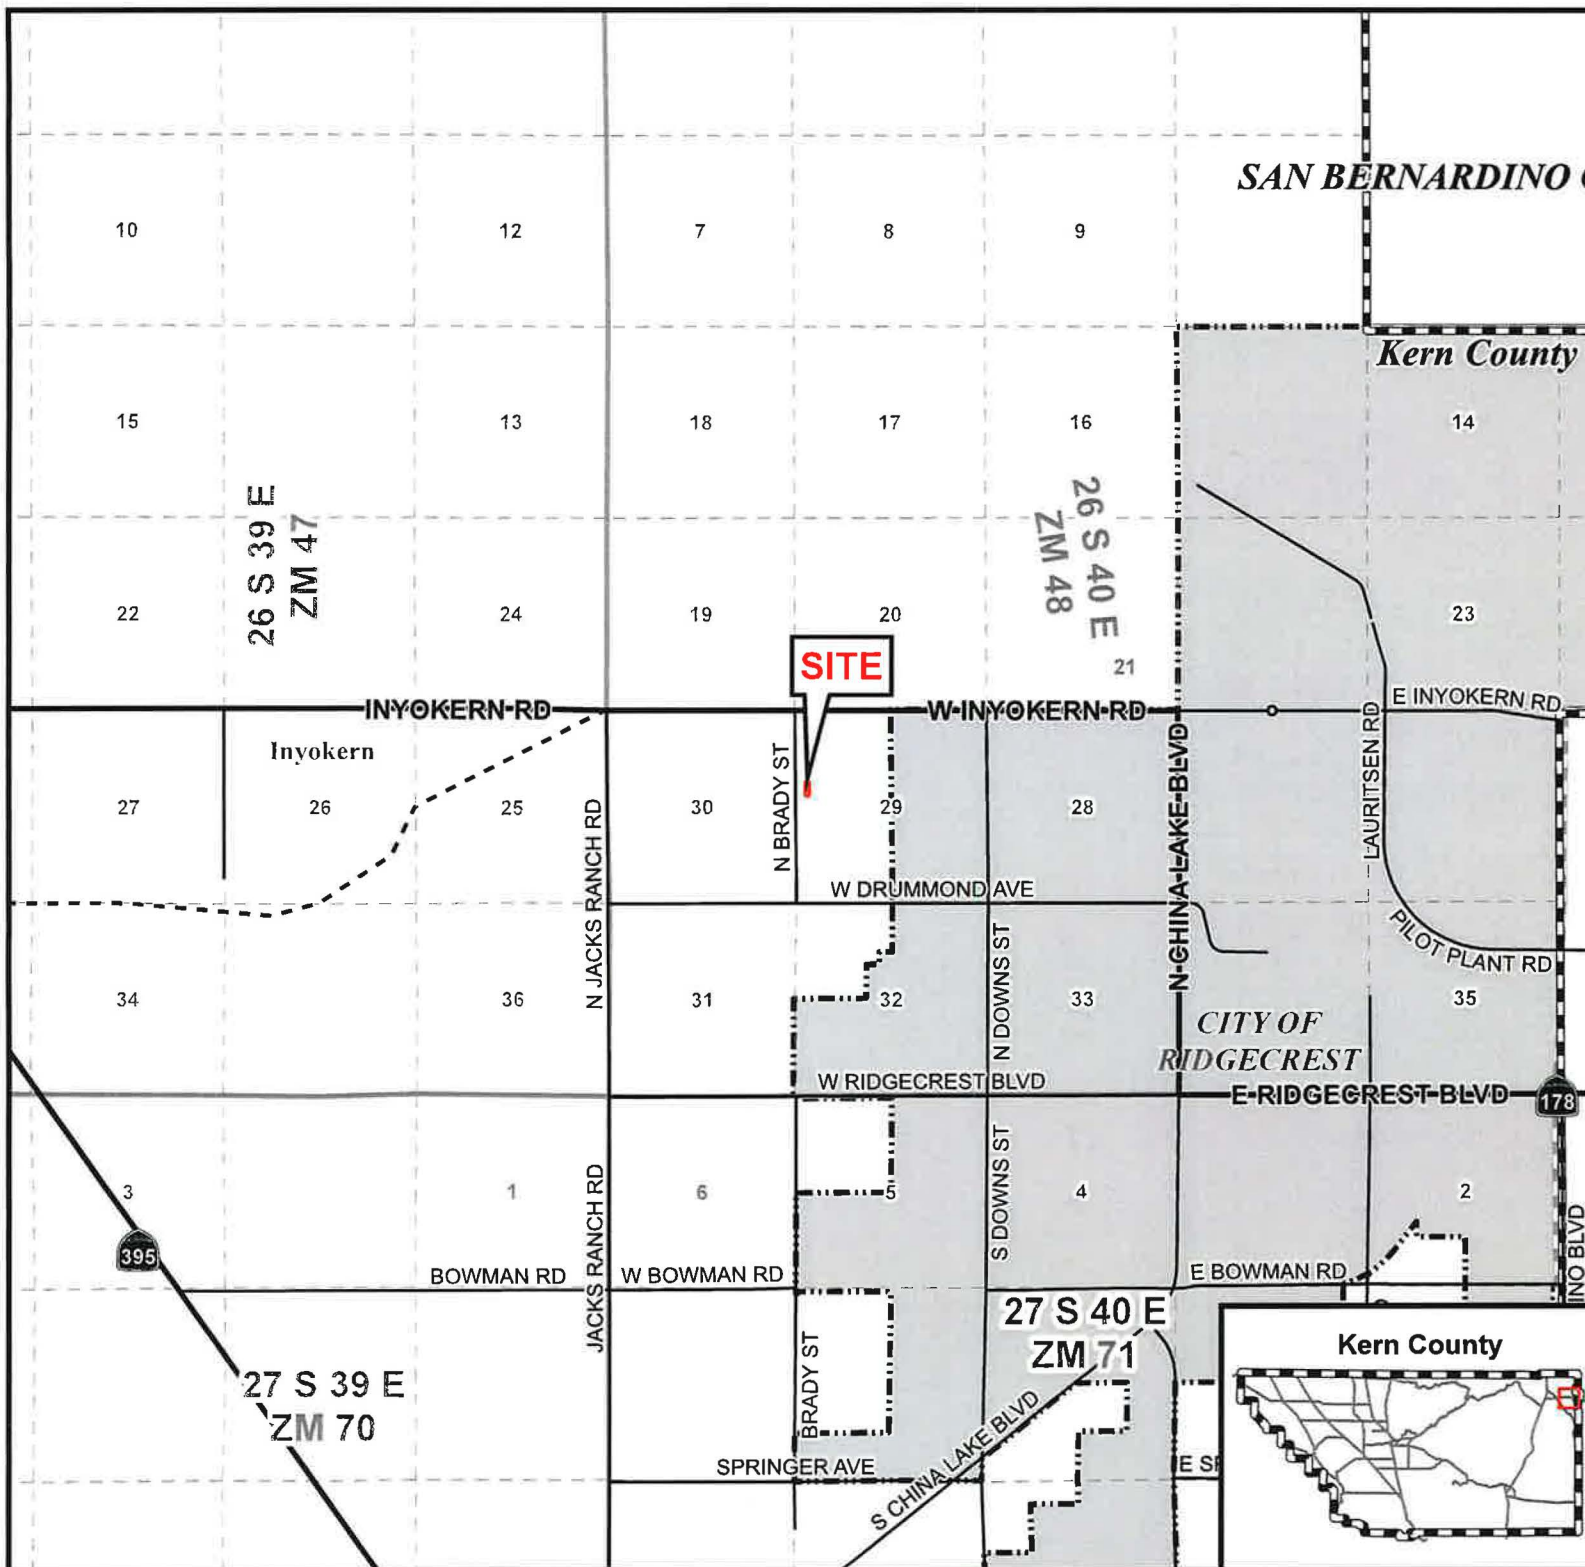 SAN BERNARDINO
10
12
7
8
9
Kern County
15
13
18
17
16
14
26 S 39 E
ZM 47
26 S 40 E
ZM 48
22
24
19
20
21
23
SITE
INYOKERN RD
W INYOKERN RD
E INYOKERN RD
Inyokern
27
26
25
30
29
28
N JACKS RANCH RD
N BRADY ST
N CHINA LAKE BLVD
LAURITSEN RD
W DRUMMOND AVE
PILOT PLANT RD
N DOWNS ST
34
36
31
32
33
35
CITY OF
RIDGECREST
W RIDGECREST BLVD
E RIDGECREST BLVD
178
3
1
6
5
4
2
JACKS RANCH RD
S DOWNS ST
INO BLVD
395
BOWMAN RD
W BOWMAN RD
E BOWMAN RD
27 S 40 E
ZM 71
27 S 39 E
ZM 70
BRADY ST
S CHINA LAKE BLVD
SPRINGER AVE
E SP
Kern County